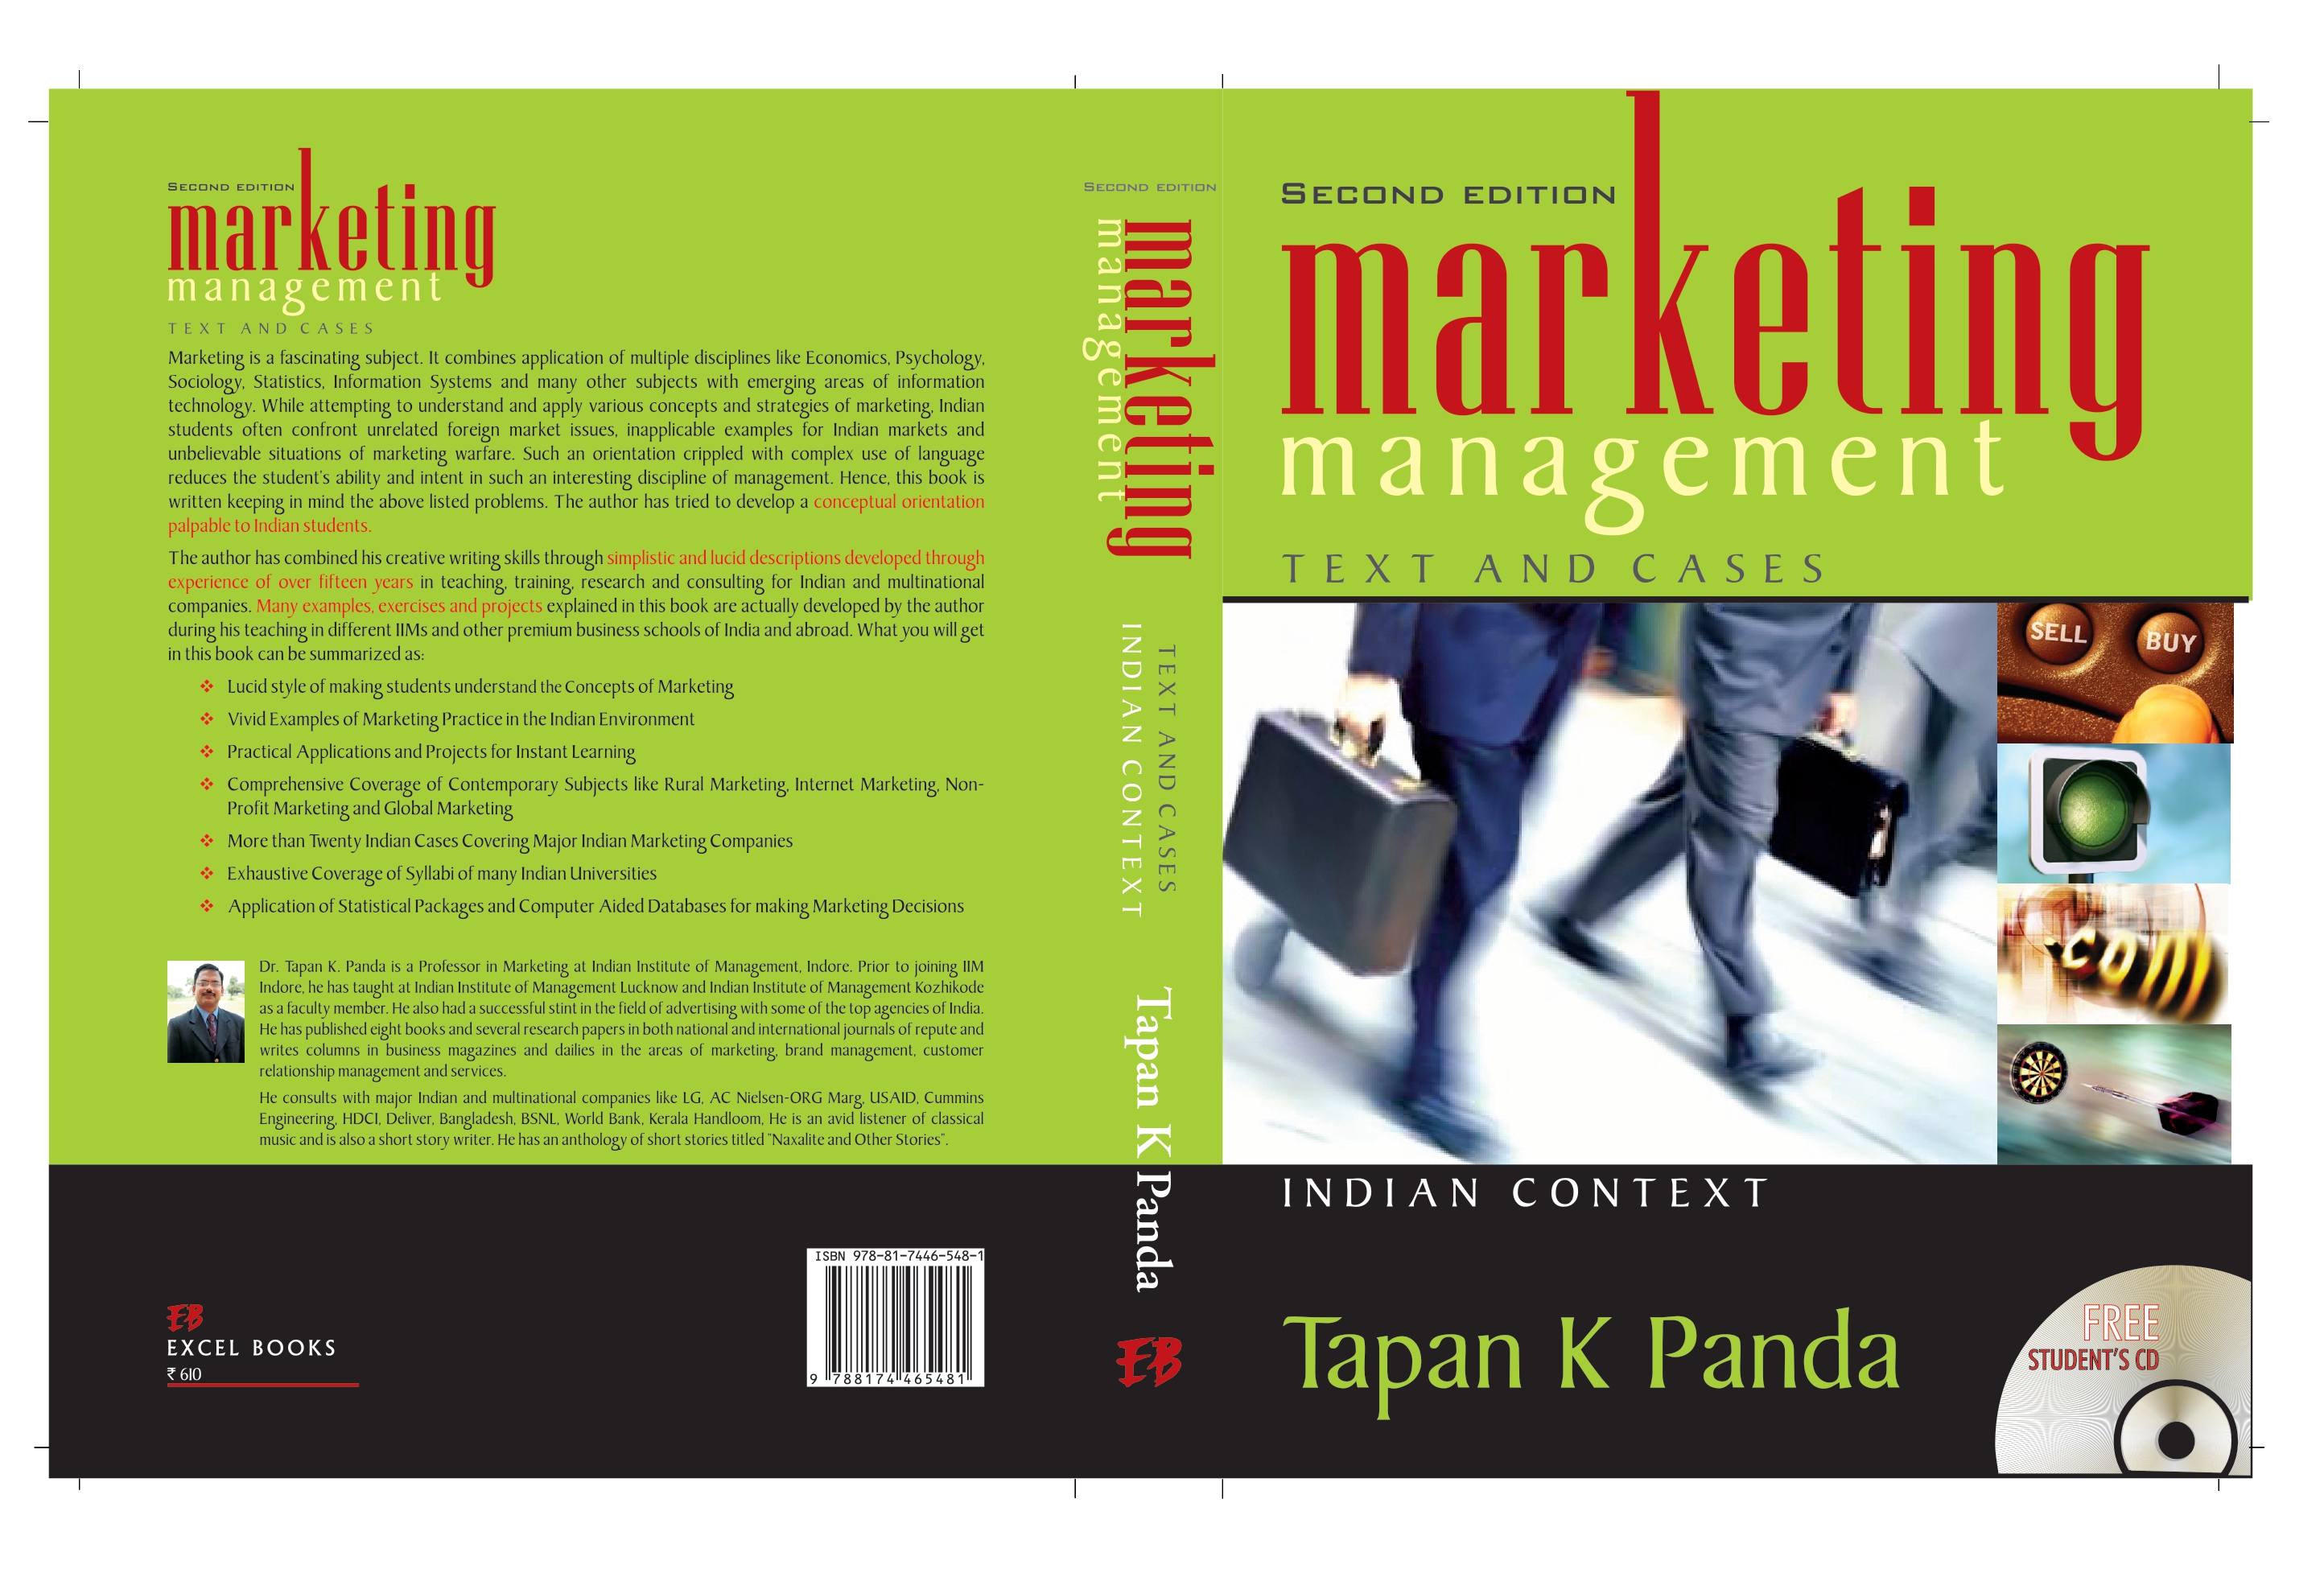 SECOND EDITION
marketing
management
TEXT AND CASES
Marketing is a fascinating subject. It combines application of multiple disciplines like Economics, Psychology,
Sociology, Statistics, Information Systems and many other subjects with emerging areas of information
technology. While attempting to understand and apply various concepts and strategies of marketing, Indian
students often confront unrelated foreign market issues, inapplicable examples for Indian markets and
unbelievable situations of marketing warfare. Such an orientation crippled with complex use of language
reduces the student's ability and intent in such an interesting discipline of management. Hence, this book is
written keeping in mind the above listed problems. The author has tried to develop a conceptual orientation
palpable to Indian students.
The author has combined his creative writing skills through simplistic and lucid descriptions developed through
experience of over fifteen years in teaching, training, research and consulting for Indian and multinational
companies. Many examples, exercises and projects explained in this book are actually developed by the author
during his teaching in different IIMs and other premium business schools of India and abroad. What you will get
in this book can be summarized as:
❖ Lucid style of making students understand the Concepts of Marketing
❖ Vivid Examples of Marketing Practice in the Indian Environment
❖ Practical Applications and Projects for Instant Learning
❖ Comprehensive Coverage of Contemporary Subjects like Rural Marketing, Internet Marketing, Non-
Profit Marketing and Global Marketing
❖ More than Twenty Indian Cases Covering Major Indian Marketing Companies
❖ Exhaustive Coverage of Syllabi of many Indian Universities
❖ Application of Statistical Packages and Computer Aided Databases for making Marketing Decisions
Dr. Tapan K. Panda is a Professor in Marketing at Indian Institute of Management, Indore. Prior to joining IIM
Indore, he has taught at Indian Institute of Management Lucknow and Indian Institute of Management Kozhikode
as a faculty member. He also had a successful stint in the field of advertising with some of the top agencies of India.
He has published eight books and several research papers in both national and international journals of repute and
writes columns in business magazines and dailies in the areas of marketing, brand management, customer
relationship management and services.
He consults with major Indian and multinational companies like LG, AC Nielsen-ORG Marg, USAID, Cummins
Engineering, HDCI, Deliver, Bangladesh, BSNL, World Bank, Kerala Handloom, He is an avid listener of classical
music and is also a short story writer. He has an anthology of short stories titled "Naxalite and Other Stories".
EB
EXCEL BOOKS
₹ 610
ISBN 978-81-7446-548-1
9 788174 465481
SECOND EDITION
marketing
management
TEXT AND CASES
INDIAN CONTEXT
Tapan K Panda
EB
SECOND EDITION
marketing
management
TEXT AND CASES
SELL
BUY
.com
INDIAN CONTEXT
Tapan K Panda
FREE
STUDENT'S CD